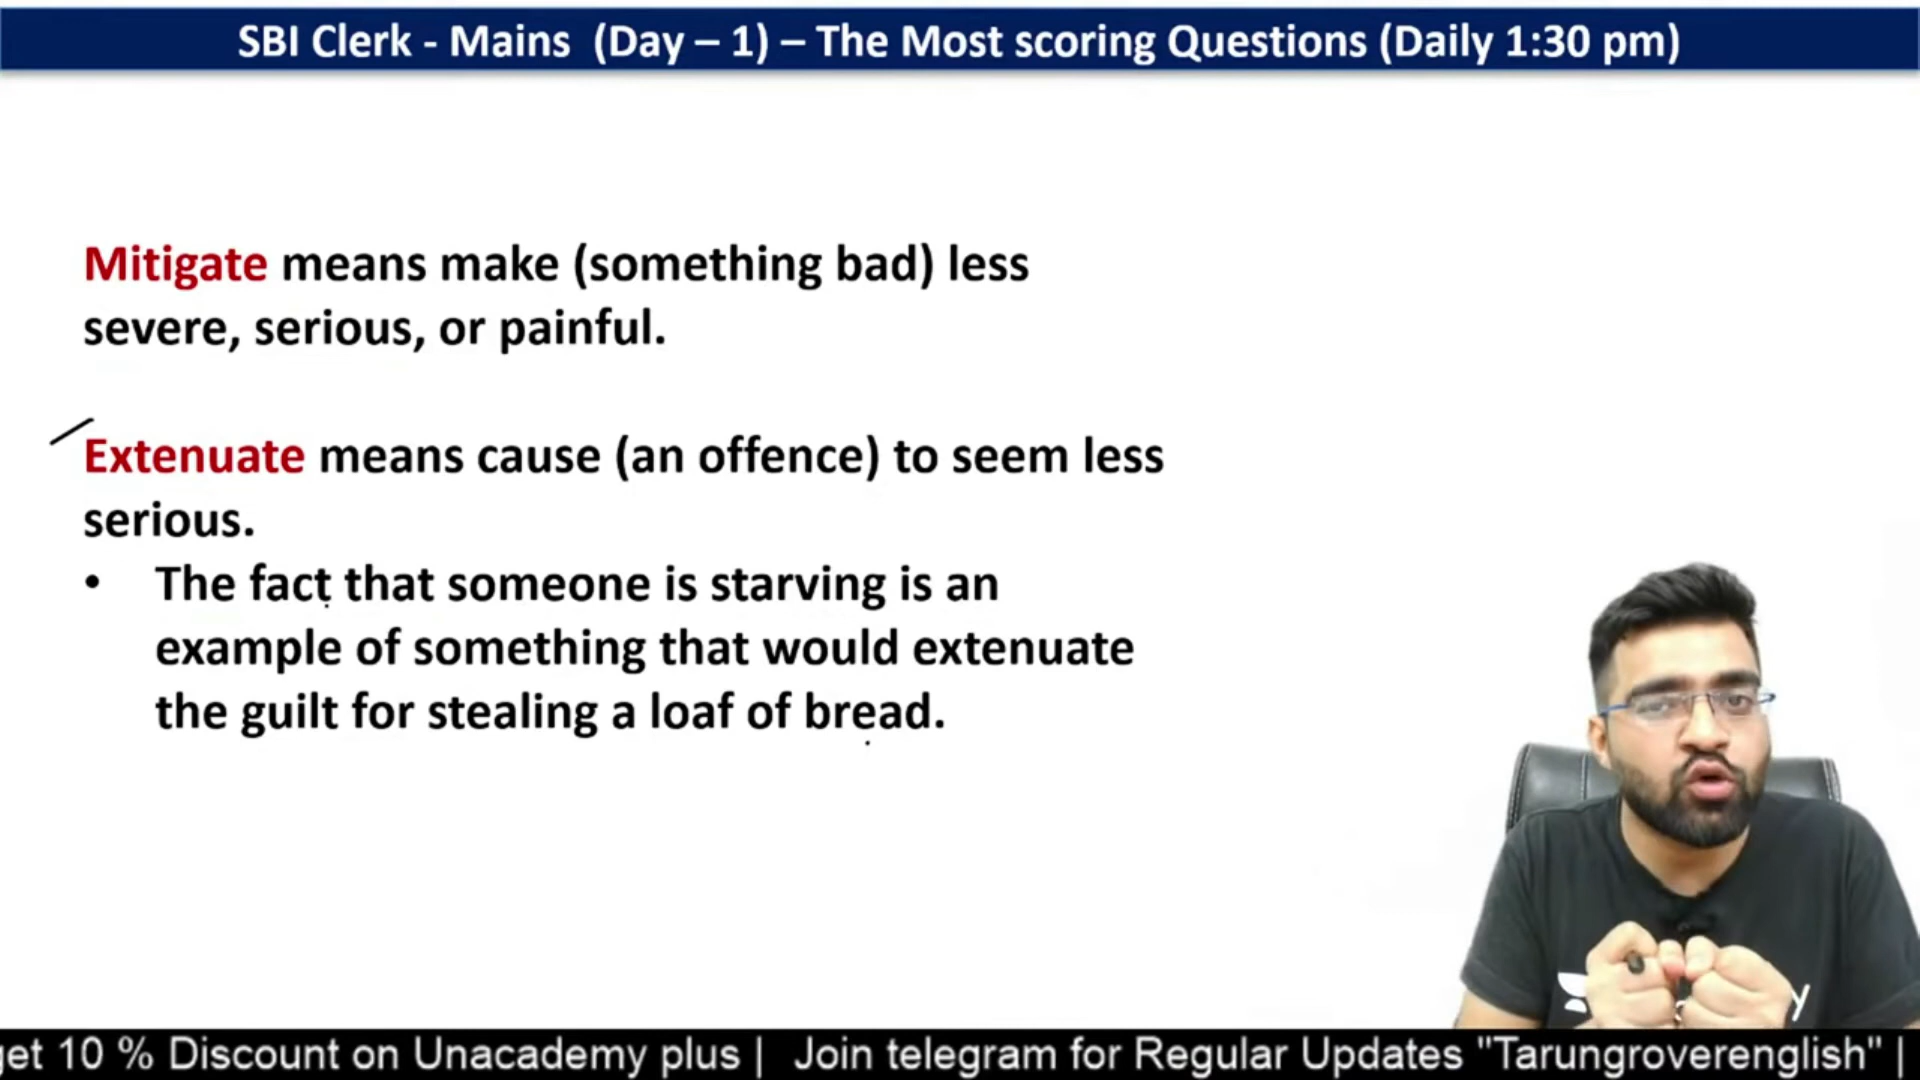 SBI Clerk - Mains (Day – 1) – The Most scoring Questions (Daily 1:30 pm)
Mitigate means make (something bad) less
severe, serious, or painful.
Extenuate means cause (an offence) to seem less
serious.
• The fact that someone is starving is an
example of something that would extenuate
the guilt for stealing a loaf of bread.
get 10 % Discount on Unacademy plus | Join telegram for Regular Updates "Tarungroverenglish" |